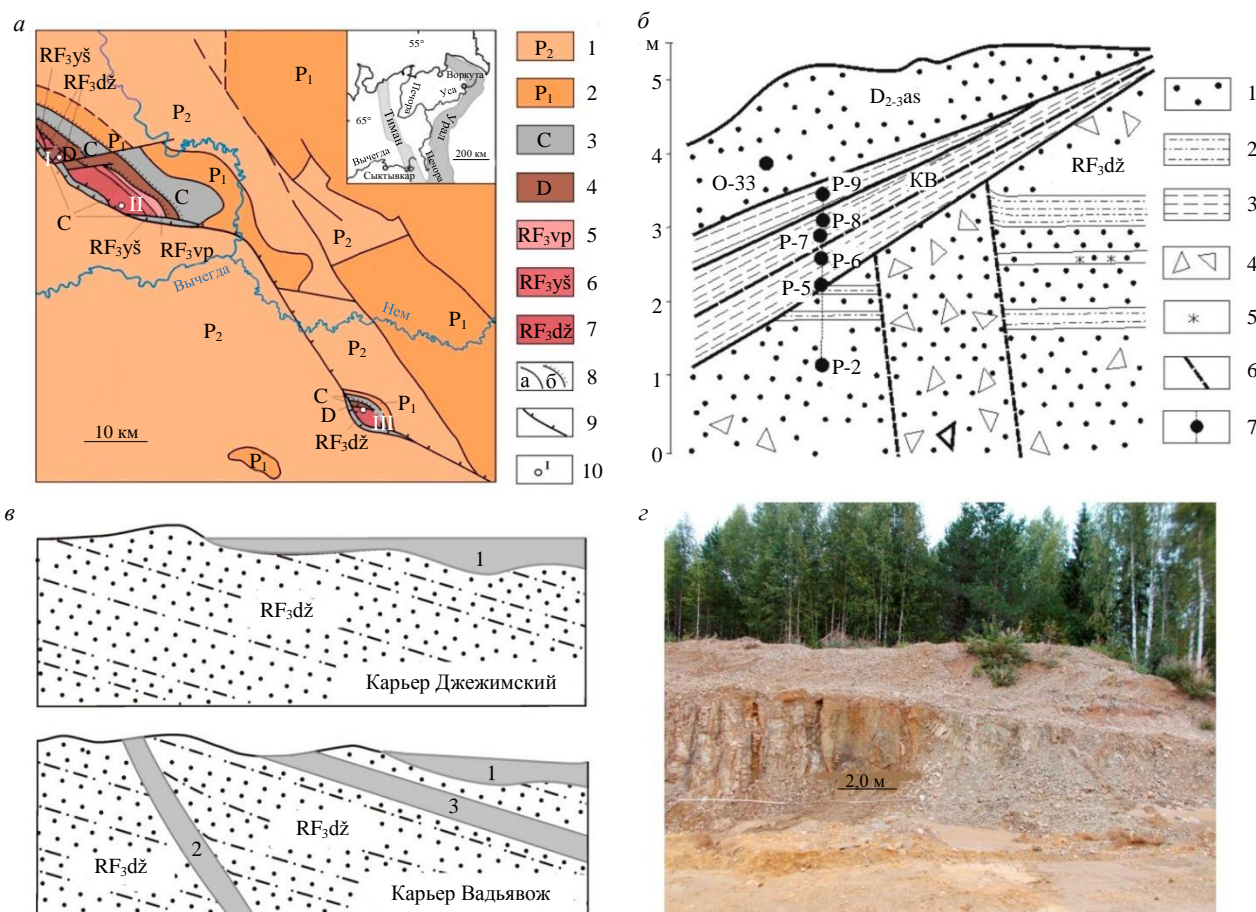 а
RF₃yš
RF₃dž
P₂
P₁
D
C
P₁
I
C
II
P₁
C
RF₃yš
RF₃vp
P₂
Вычегда
Нем
P₁
P₂
P₂
C
D
P₁
III
RF₃dž
P₁
10 км
55°
65°
Воркута
Уса
Печора
Тиман
Урал
Вычегда
Печора
Сыктывкар
200 км
P₂ 1
P₁ 2
C 3
D 4
RF₃vp 5
RF₃yš 6
RF₃dž 7
а б 8
9
I 10
б
м
5
4
3
2
1
0
D₂₋₃as
О-33
КВ
RF₃dž
Р-9
Р-8
Р-7
Р-6
Р-5
Р-2
1
2
3
4
5
6
7
в
1
RF₃dž
Карьер Джежимский
1
3
2
RF₃dž
RF₃dž
Карьер Вадьявож
г
2,0 м